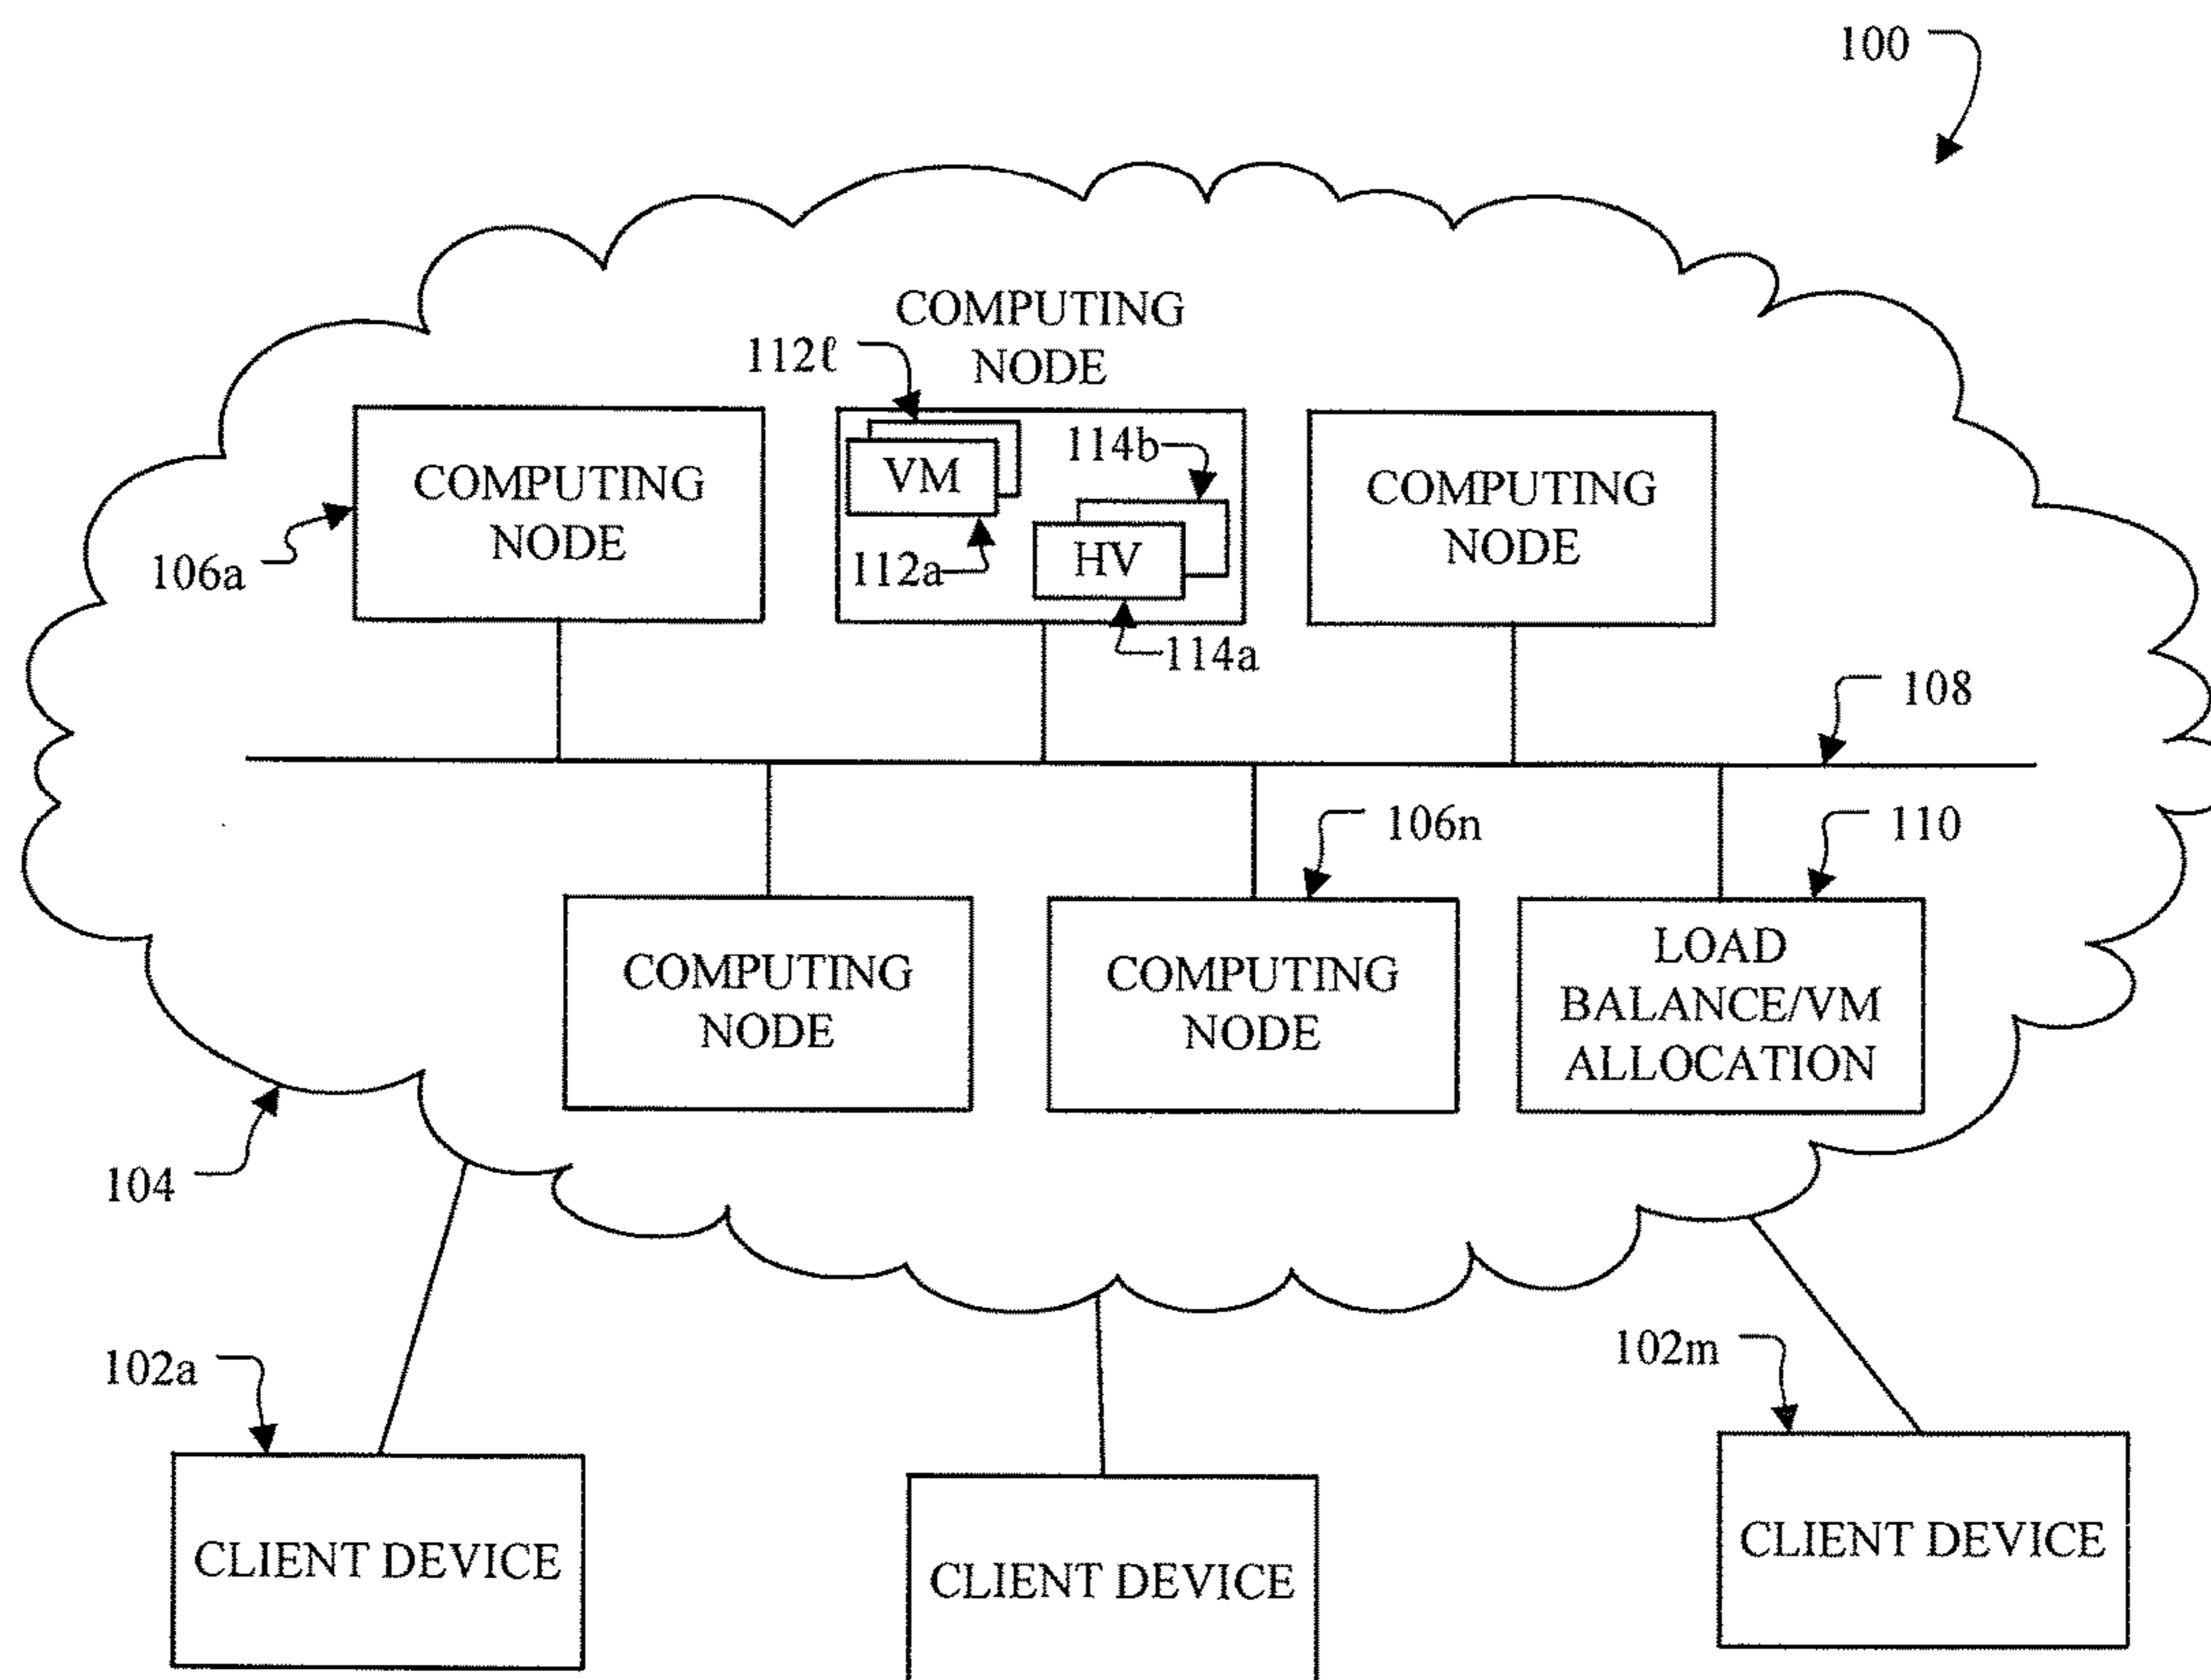 100
COMPUTING
NODE
112ℓ
114b
COMPUTING
NODE
VM
COMPUTING
NODE
HV
106a
112a
114a
108
106n
110
COMPUTING
NODE
COMPUTING
NODE
LOAD
BALANCE/VM
ALLOCATION
104
102a
102m
CLIENT DEVICE
CLIENT DEVICE
CLIENT DEVICE